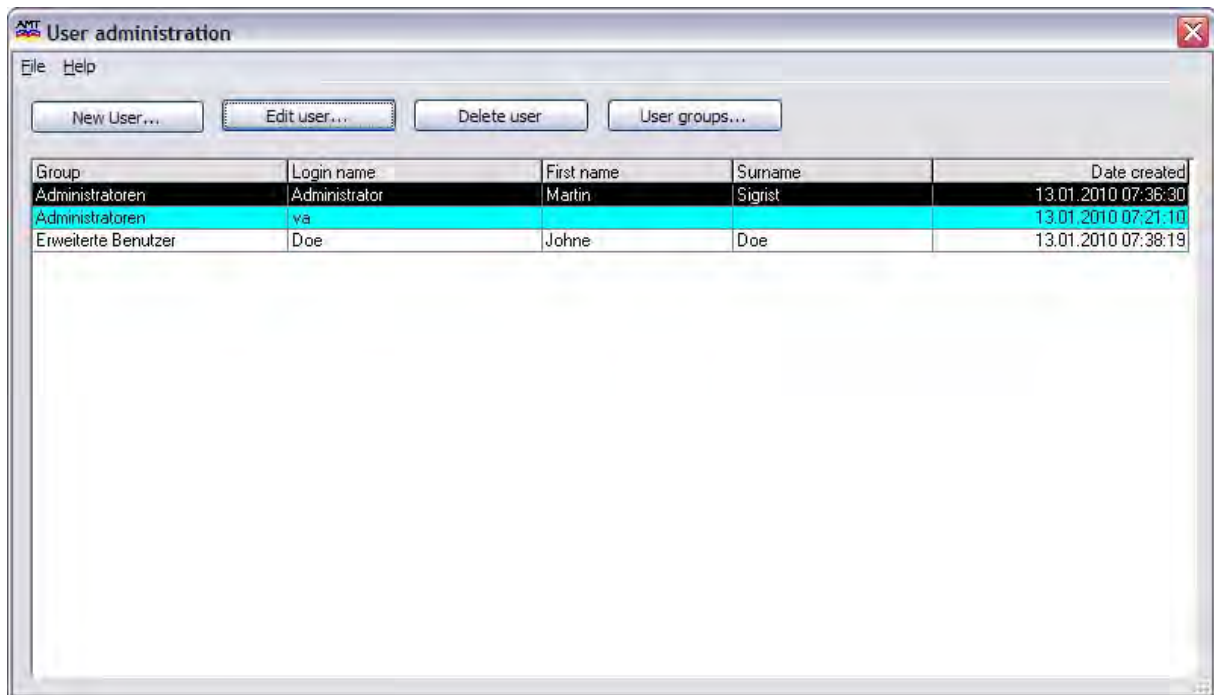 AMT User administration
File Help
New User... Edit user... Delete user User groups...
Group Login name First name Surname Date created
Administratoren Administrator Martin Sigrist 13.01.2010 07:36:30
Administratoren va 13.01.2010 07:21:10
Erweiterte Benutzer Doe Johne Doe 13.01.2010 07:38:19